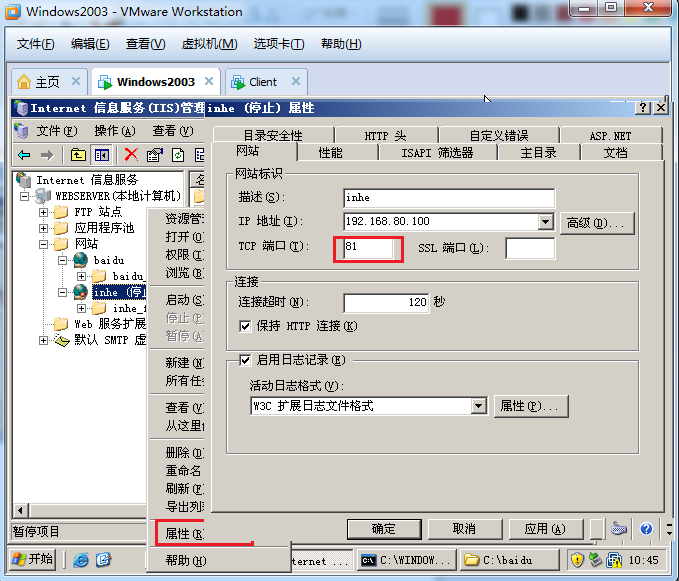 Windows2003 - VMware Workstation
文件(F) 编辑(E) 查看(V) 虚拟机(M) 选项卡(T) 帮助(H)
主页 Windows2003 Client
Internet 信息服务(IIS)管理
inhe (停止) 属性
文件(F) 操作(A) 查看(V)
目录安全性 HTTP 头 自定义错误 ASP.NET
网站 性能 ISAPI 筛选器 主目录 文档
Internet 信息服务
WEBSERVER(本地计算机)
FTP 站点
应用程序池
网站
baidu
baidu_
inhe (停
inhe_f
Web 服务扩展
默认 SMTP 虚
网站标识
描述(S): inhe
IP 地址(I): 192.168.80.100 高级(D)...
TCP 端口(T): 81 SSL 端口(L):
连接
连接超时(N): 120 秒
保持 HTTP 连接(K)
启用日志记录(E)
活动日志格式(V):
W3C 扩展日志文件格式 属性(P)...
资源管
打开(O)
权限(I)
浏览(B)
启动(S)
停止(P)
暂停(A)
新建(N)
所有任
查看(V)
从这里
删除(D)
重命名
刷新(F)
导出列
属性(R)
帮助(H)
暂停项目
确定 取消 应用(A)
开始 ternet ... C:\WINDOW... C:\baidu 10:45